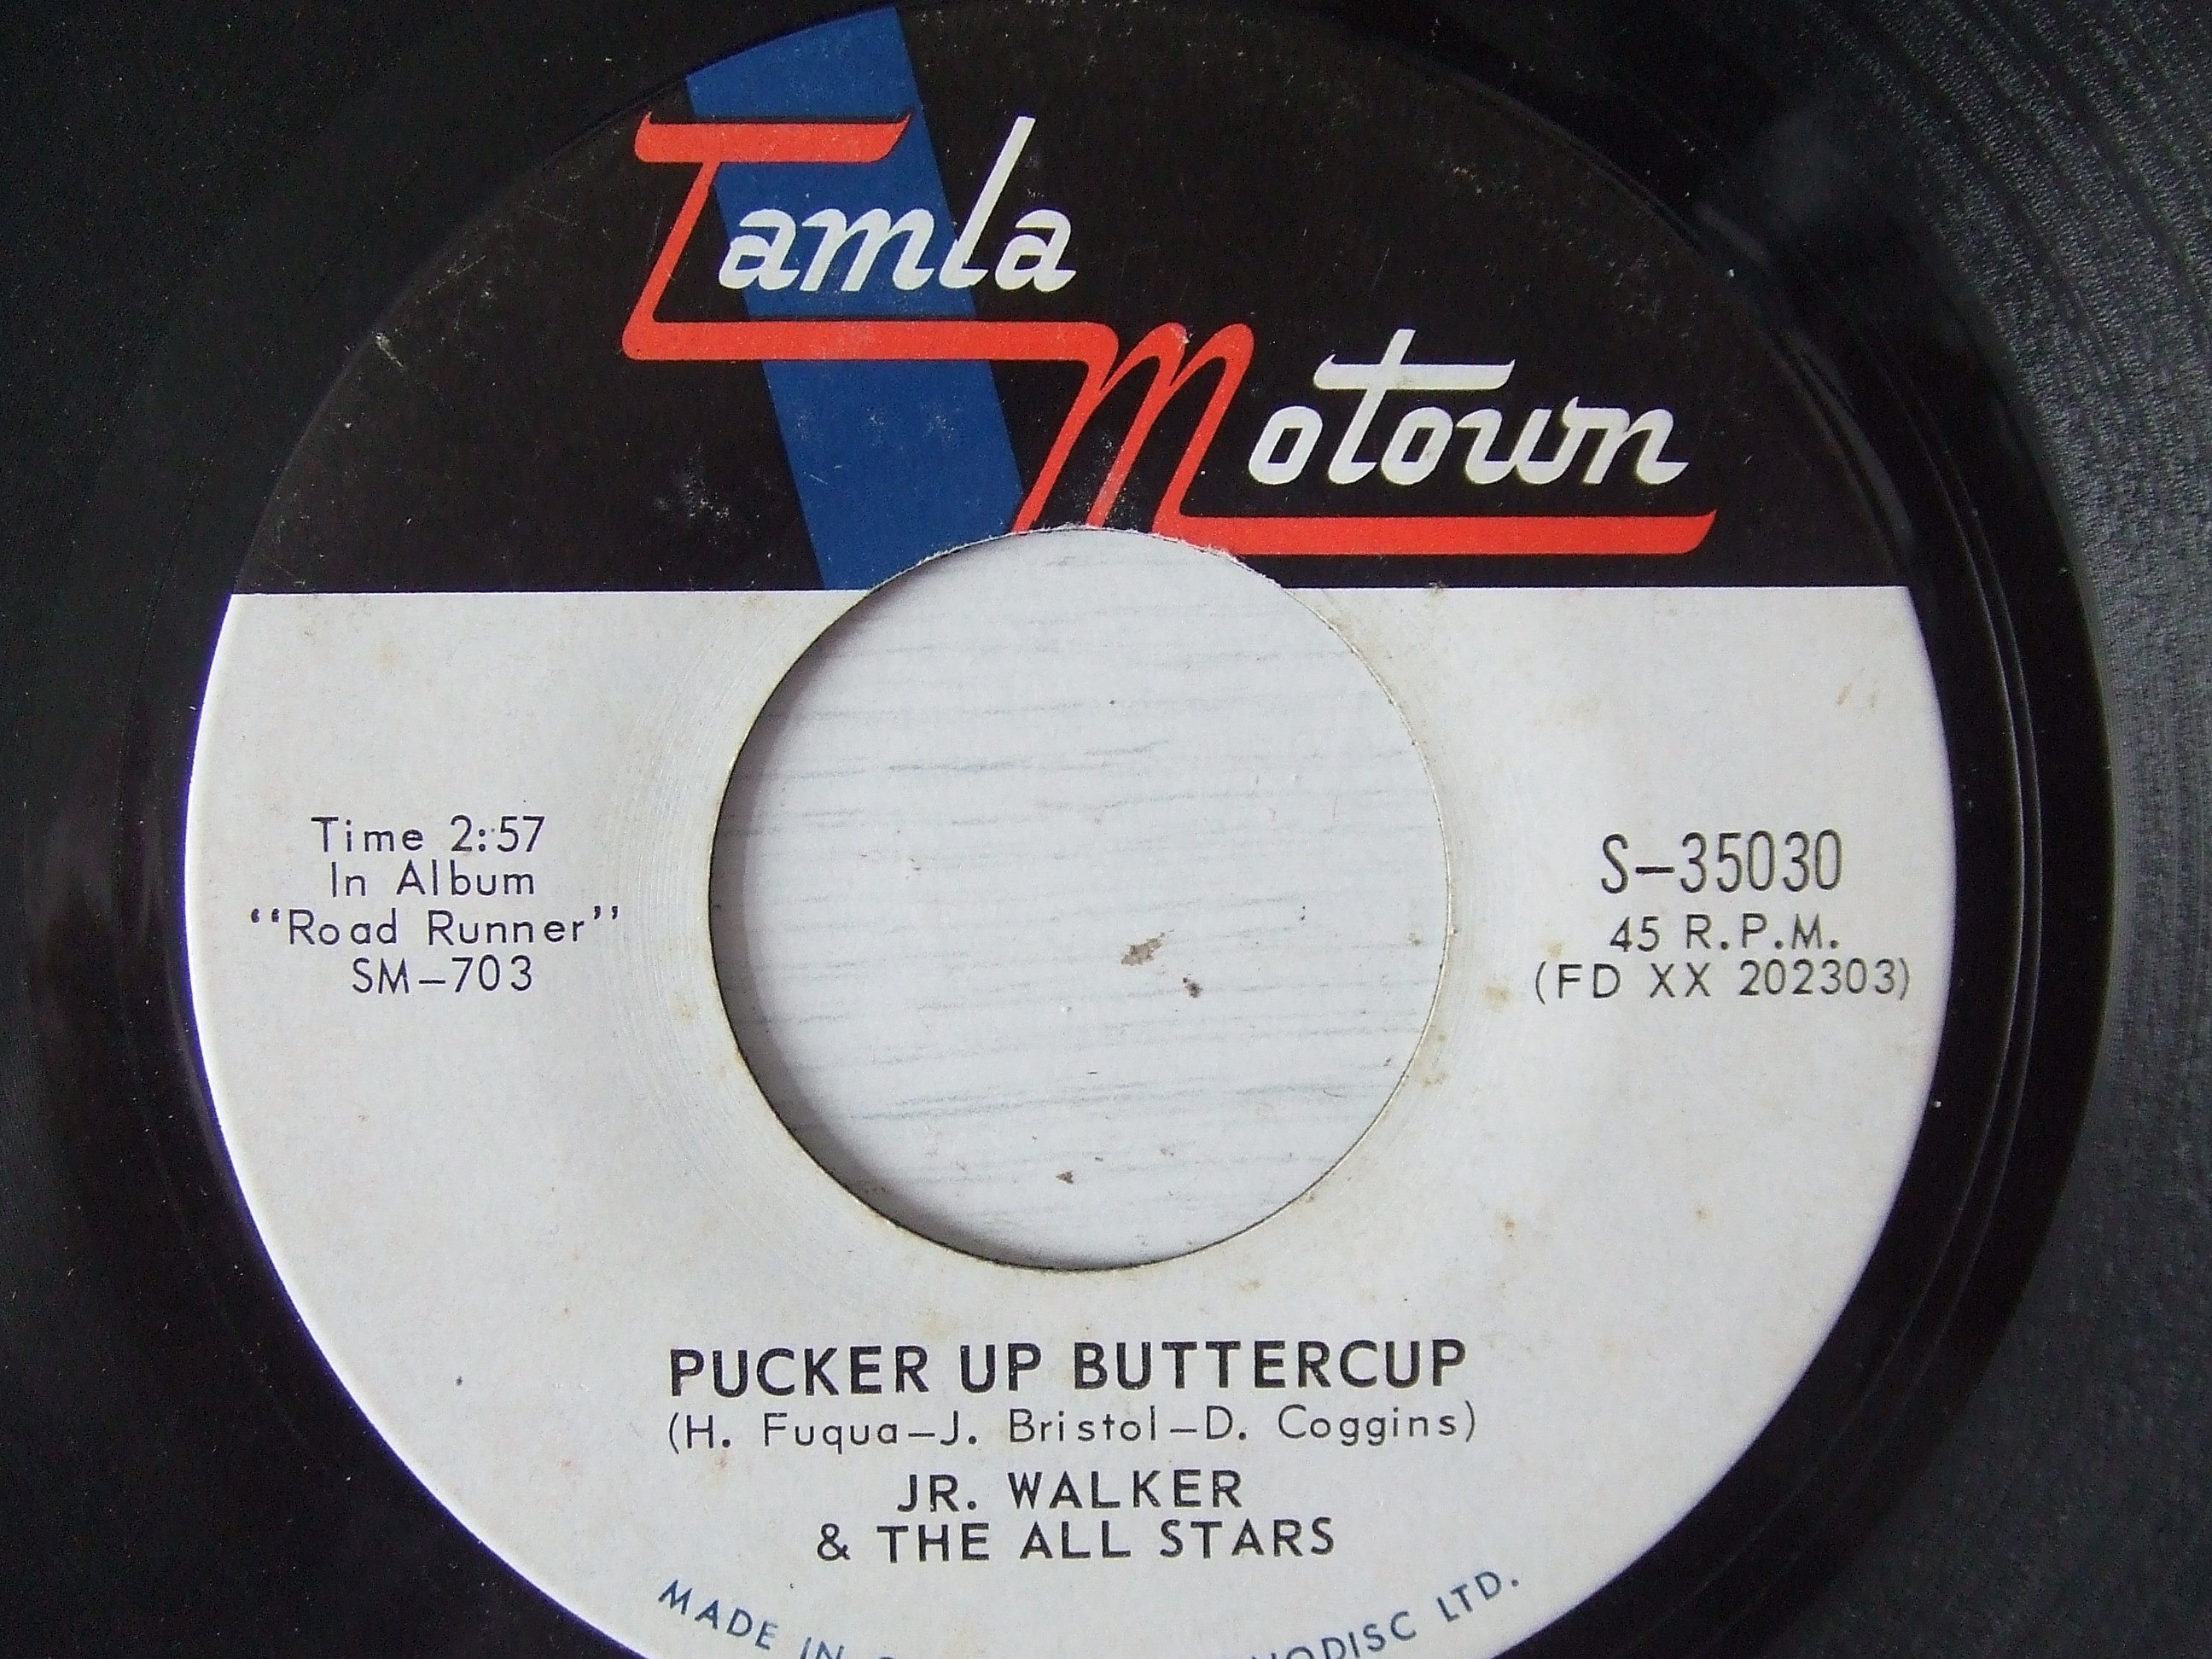 Tamla
Motown
Time 2:57
In Album
"Road Runner"
SM-703
S-35030
45 R.P.M.
(FD XX 202303)
PUCKER UP BUTTERCUP
(H. Fuqua-J. Bristol-D. Coggins)
JR. WALKER
& THE ALL STARS
MADE IN LTD.